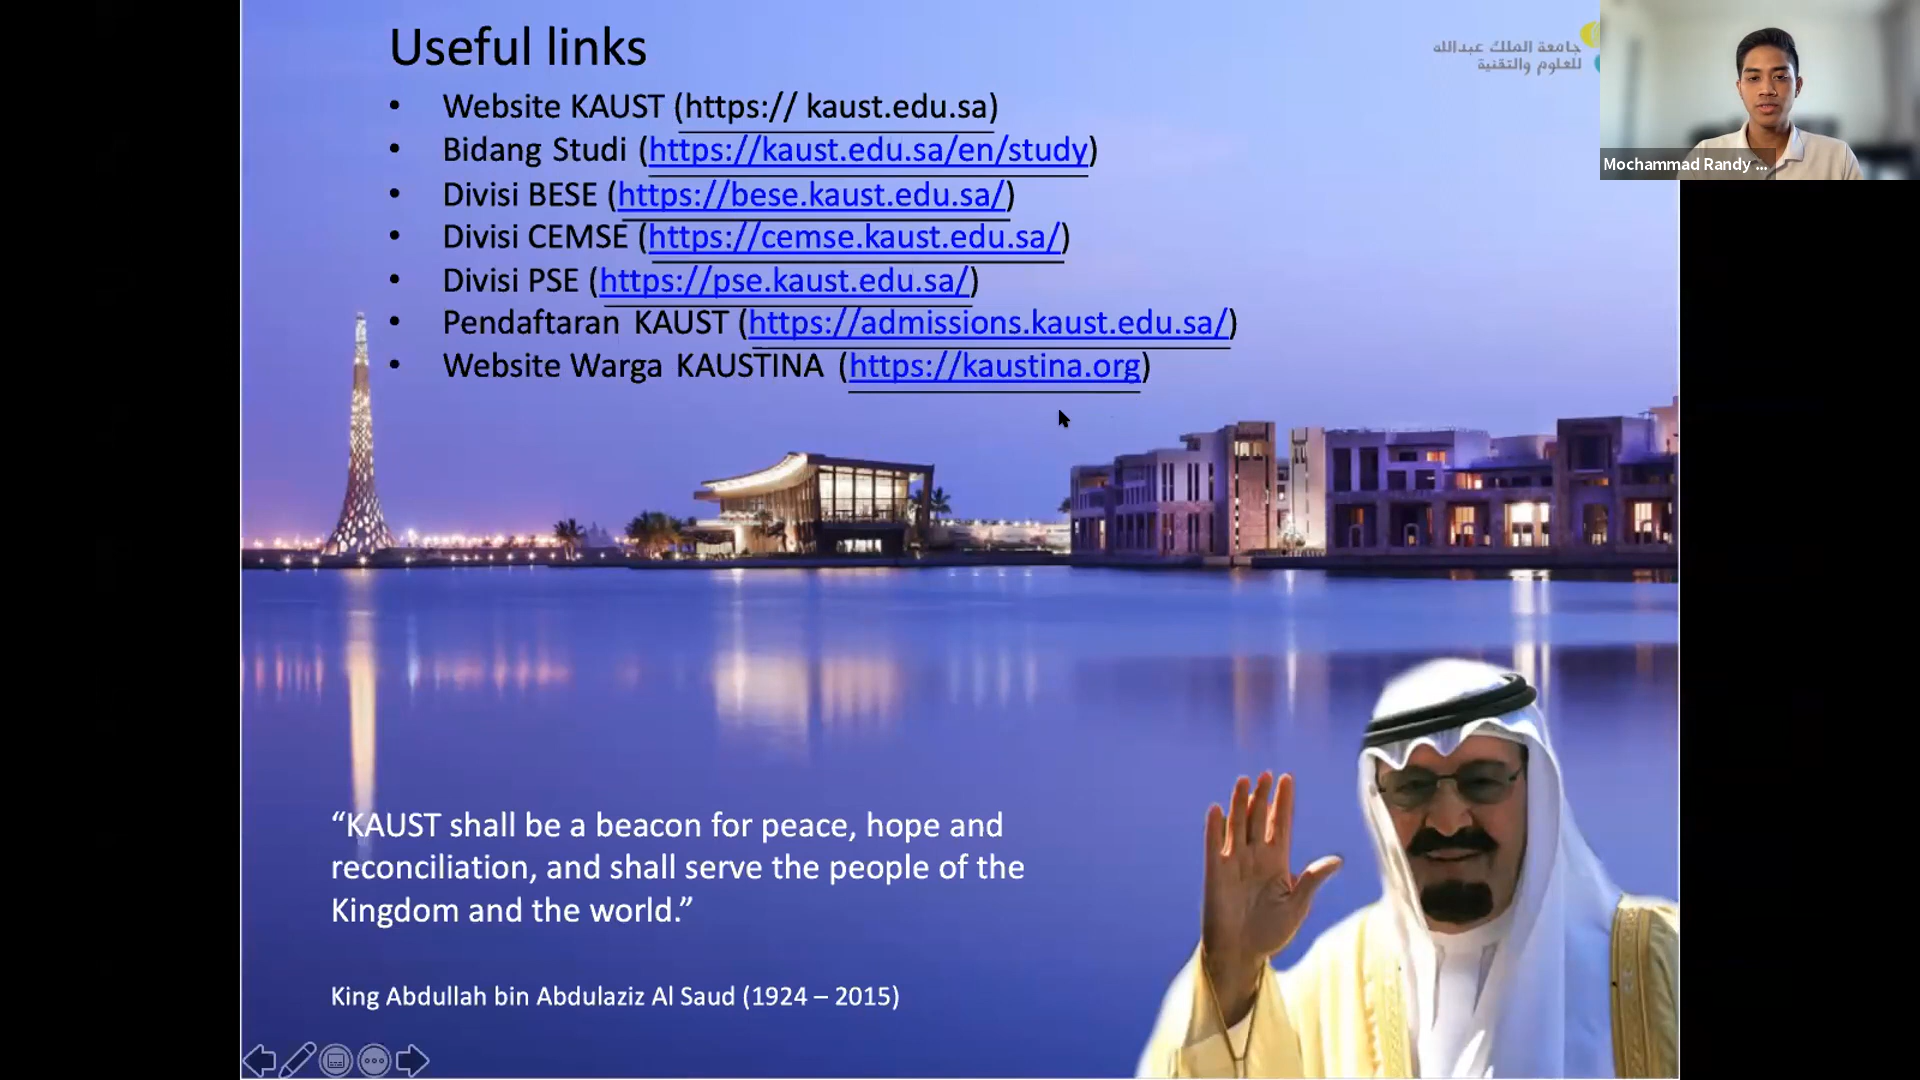 Useful links
جامعة الملك عبدالله
للعلوم والتقنية
• Website KAUST (https:// kaust.edu.sa)
• Bidang Studi (https://kaust.edu.sa/en/study)
• Divisi BESE (https://bese.kaust.edu.sa/)
• Divisi CEMSE (https://cemse.kaust.edu.sa/)
• Divisi PSE (https://pse.kaust.edu.sa/)
• Pendaftaran KAUST (https://admissions.kaust.edu.sa/)
• Website Warga KAUSTINA (https://kaustina.org)
Mochammad Randy ...
“KAUST shall be a beacon for peace, hope and
reconciliation, and shall serve the people of the
Kingdom and the world.”
King Abdullah bin Abdulaziz Al Saud (1924 – 2015)